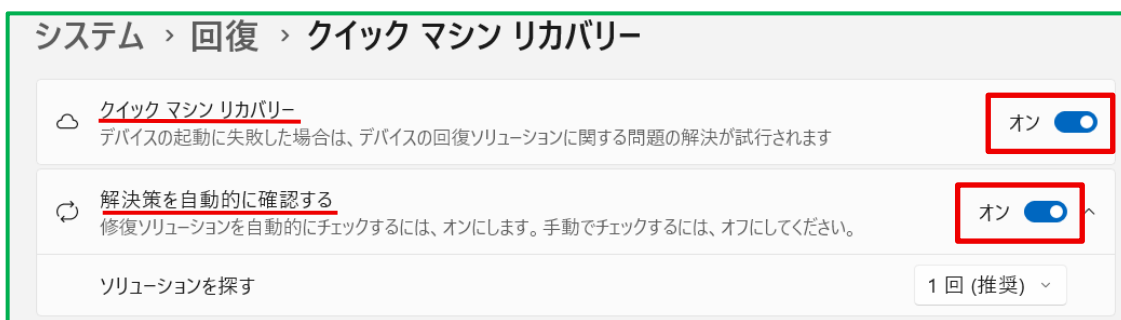 システム > 回復 > クイック マシン リカバリー
クイック マシン リカバリー
オン
デバイスの起動に失敗した場合は、デバイスの回復ソリューションに関する問題の解決が試行されます
解決策を自動的に確認する
オン
修復ソリューションを自動的にチェックするには、オンにします。手動でチェックするには、オフにしてください。
ソリューションを探す
1 回 (推奨)